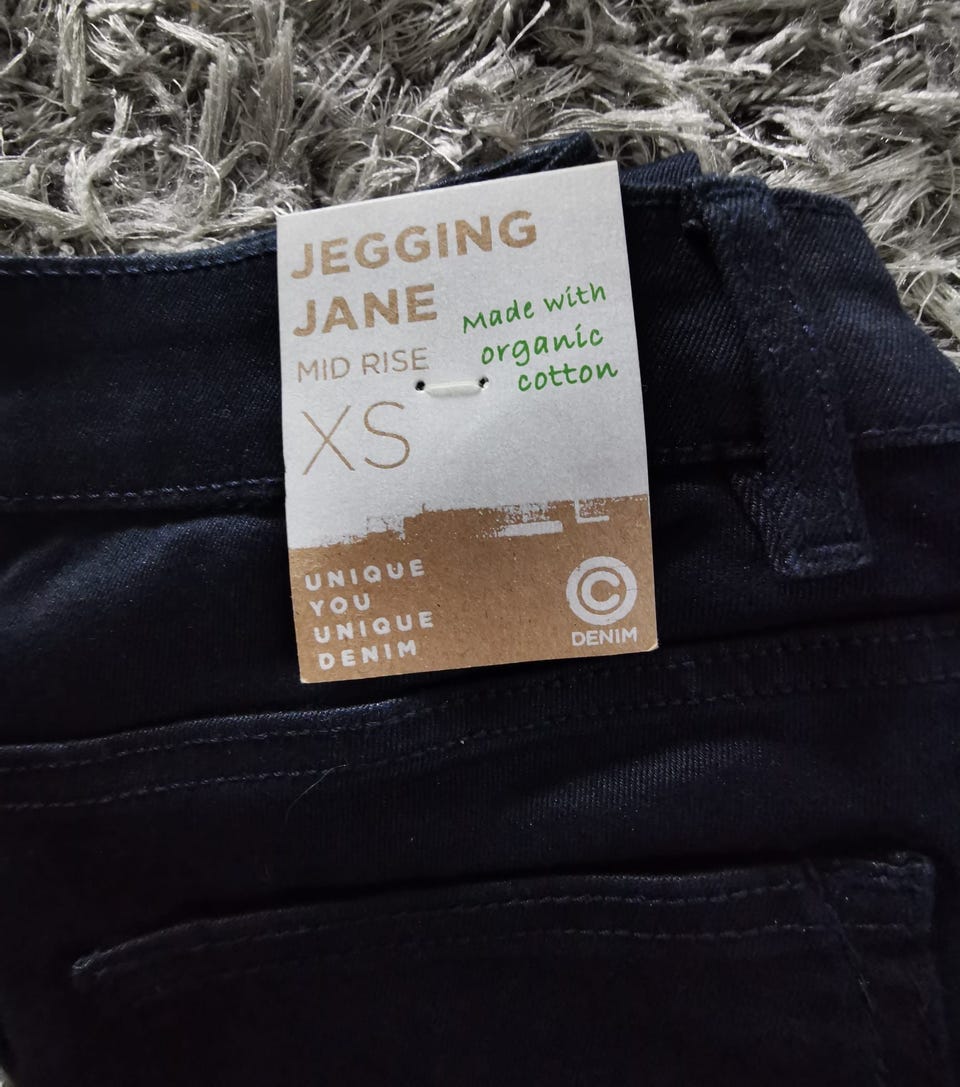 JEGGING
JANE
MID RISE
XS
Made with
organic
cotton
UNIQUE
YOU
UNIQUE
DENIM
C
DENIM